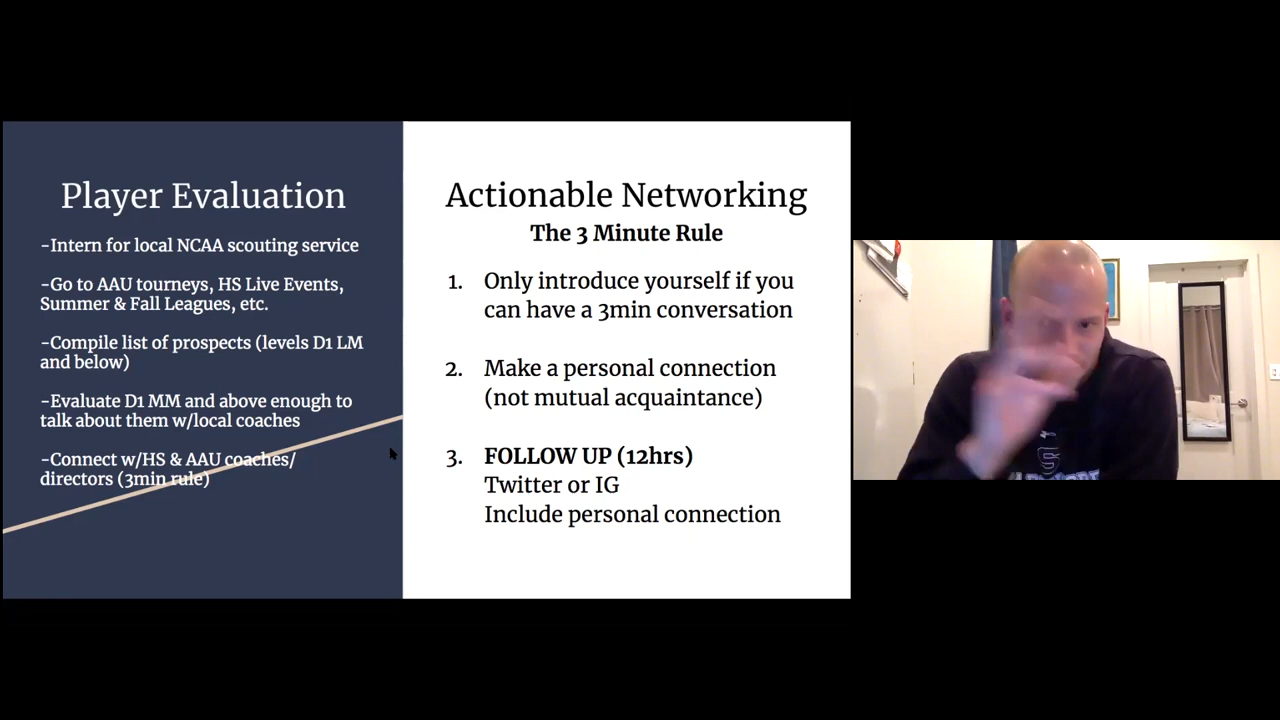 Player Evaluation
-Intern for local NCAA scouting service
-Go to AAU tourneys, HS Live Events,
Summer & Fall Leagues, etc.
-Compile list of prospects (levels D1 LM
and below)
-Evaluate D1 MM and above enough to
talk about them w/local coaches
-Connect w/HS & AAU coaches/
directors (3min rule)
Actionable Networking
The 3 Minute Rule
1. Only introduce yourself if you
can have a 3min conversation
2. Make a personal connection
(not mutual acquaintance)
3. FOLLOW UP (12hrs)
Twitter or IG
Include personal connection